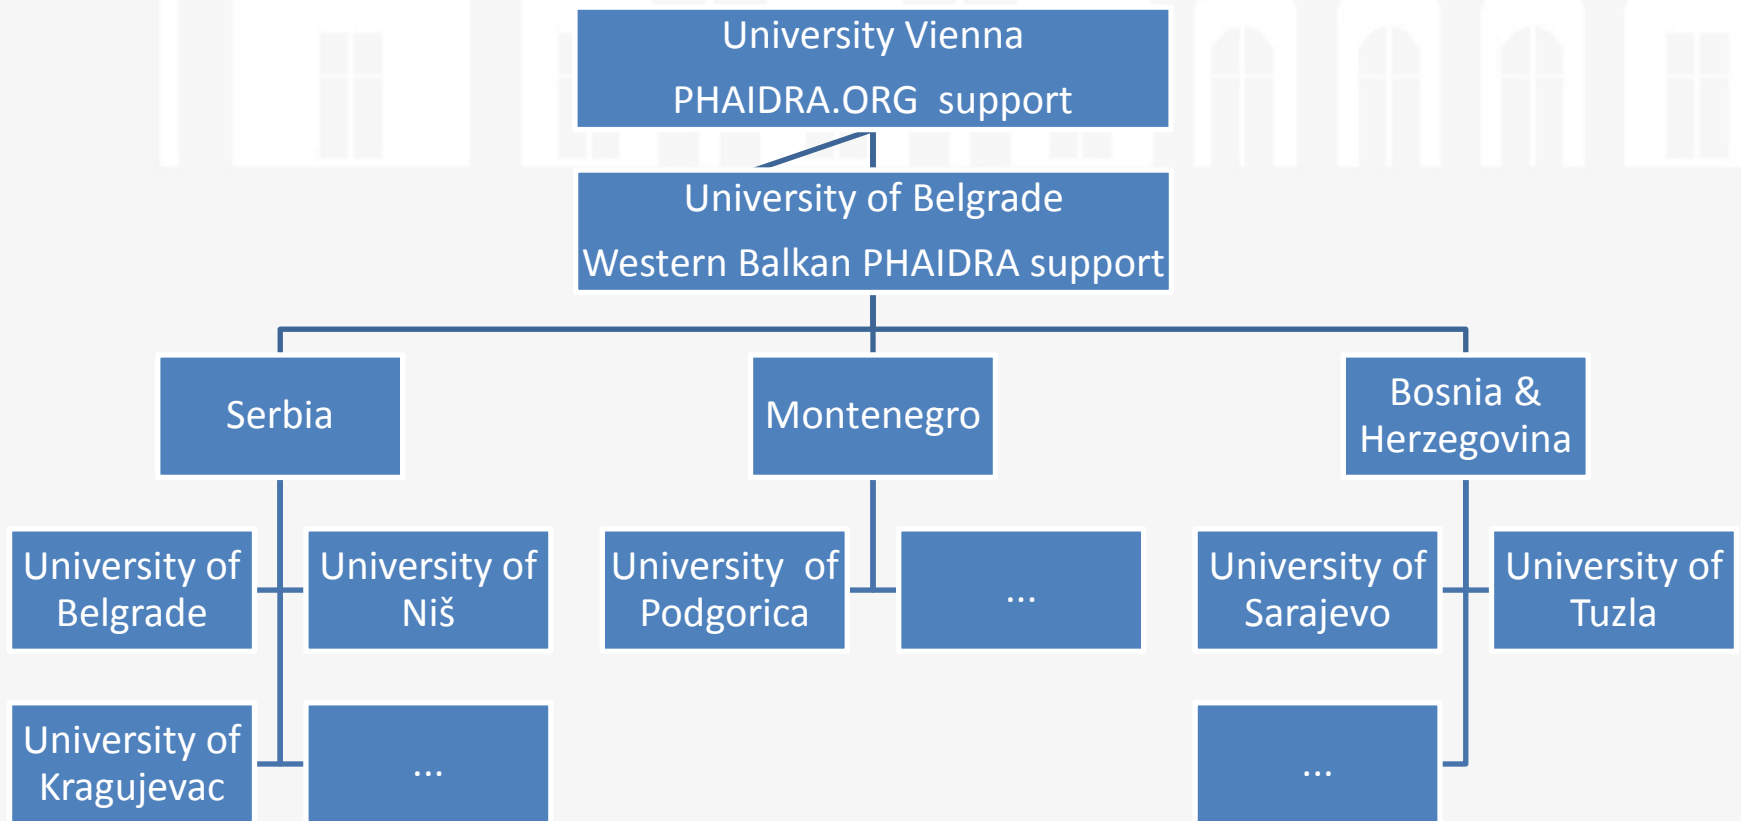 University Vienna
PHAIDRA.ORG  support
University of Belgrade
Western Balkan PHAIDRA support
Serbia
Montenegro
Bosnia &
Herzegovina
University of
Belgrade
University of
Niš
University  of
Podgorica
...
University of
Sarajevo
University of
Tuzla
University of
Kragujevac
...
...